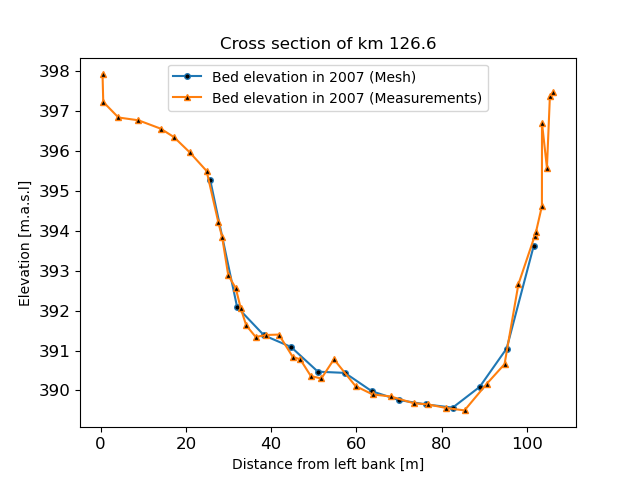 Cross section of km 126.6
Bed elevation in 2007 (Mesh)
Bed elevation in 2007 (Measurements)
Elevation [m.a.s.l]
398
397
396
395
394
393
392
391
390
0 20 40 60 80 100
Distance from left bank [m]